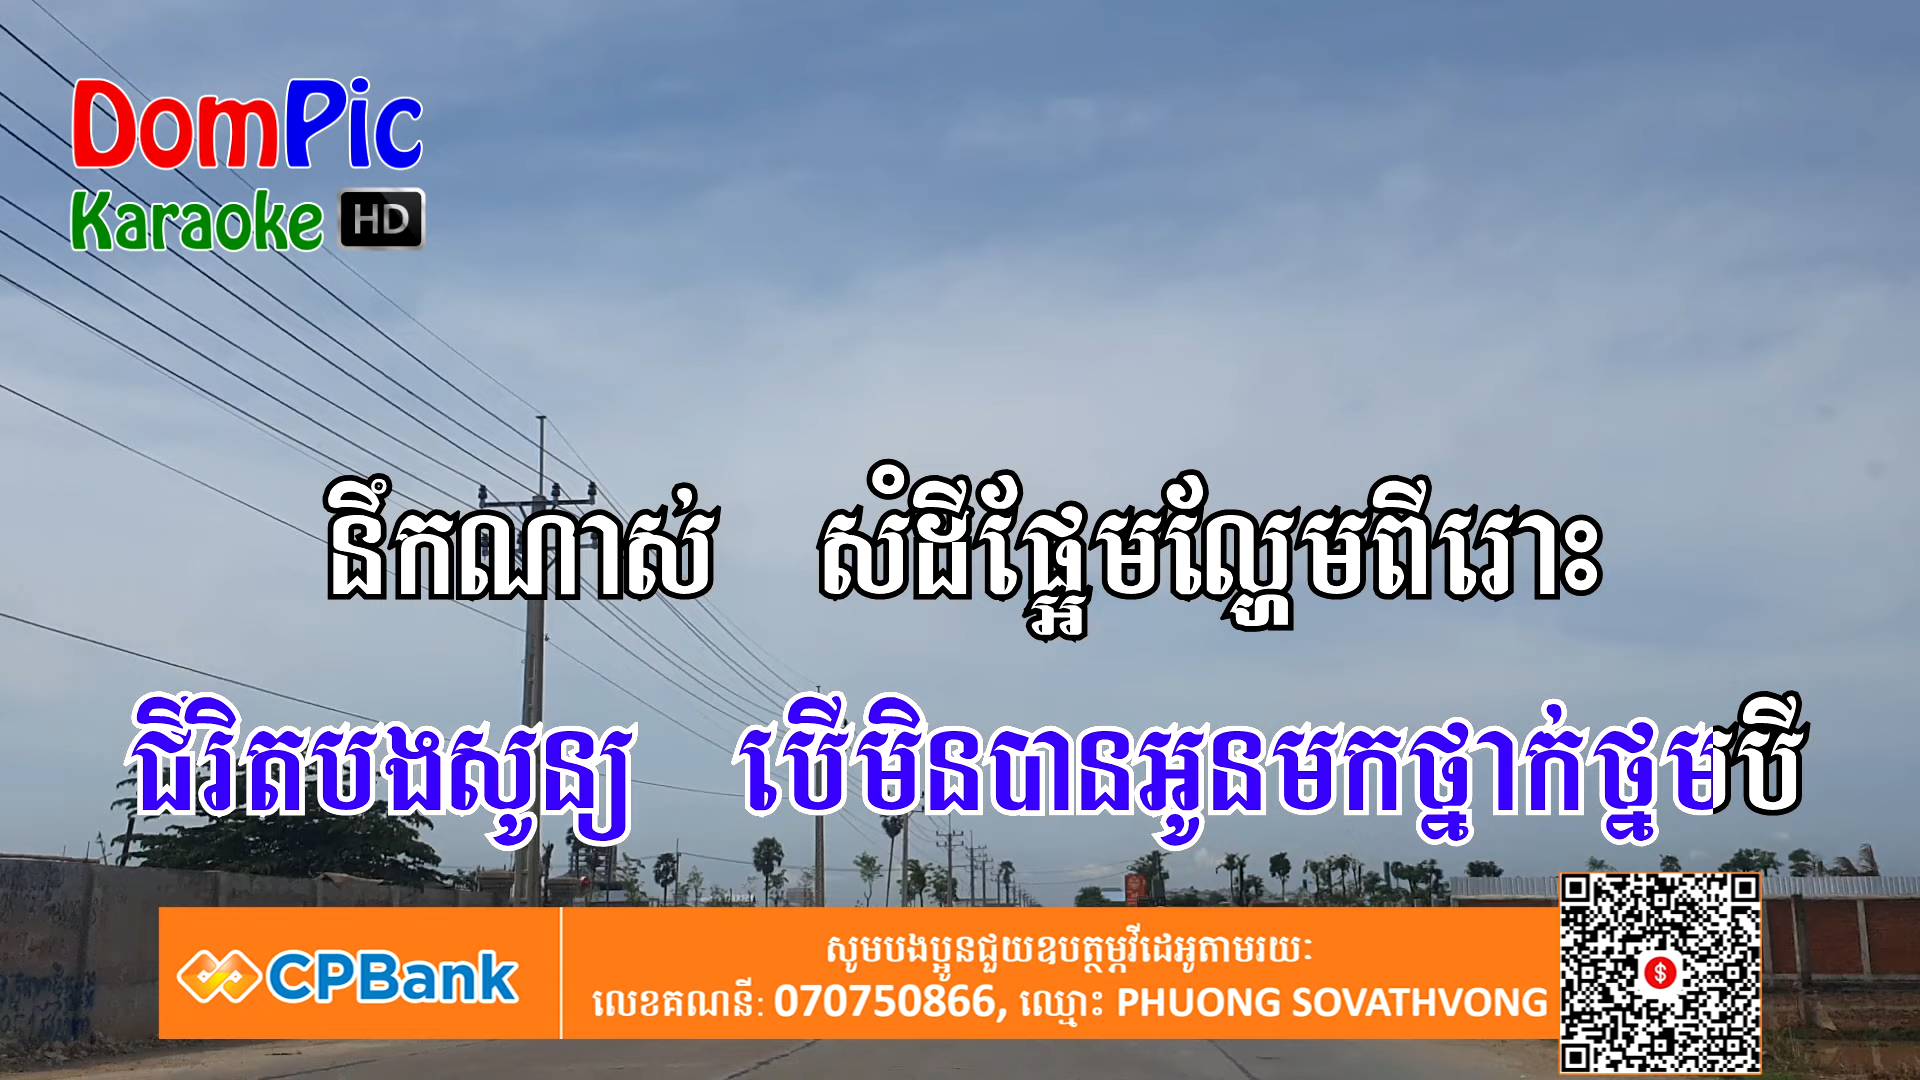 DomPic
Karaoke HD
នឹកណាស់ សំដីផ្អែមល្ហែមពីរោះ
ជីវិតបងសូន្យ បើមិនបានអូនមកថ្នាក់ថ្នមបី
CPBank
សូមបងប្អូនជួយឧបត្ថម្ភវីដេអូតាមរយៈ
លេខគណនី: 070750866, ឈ្មោះ PHUONG SOVATHVONG